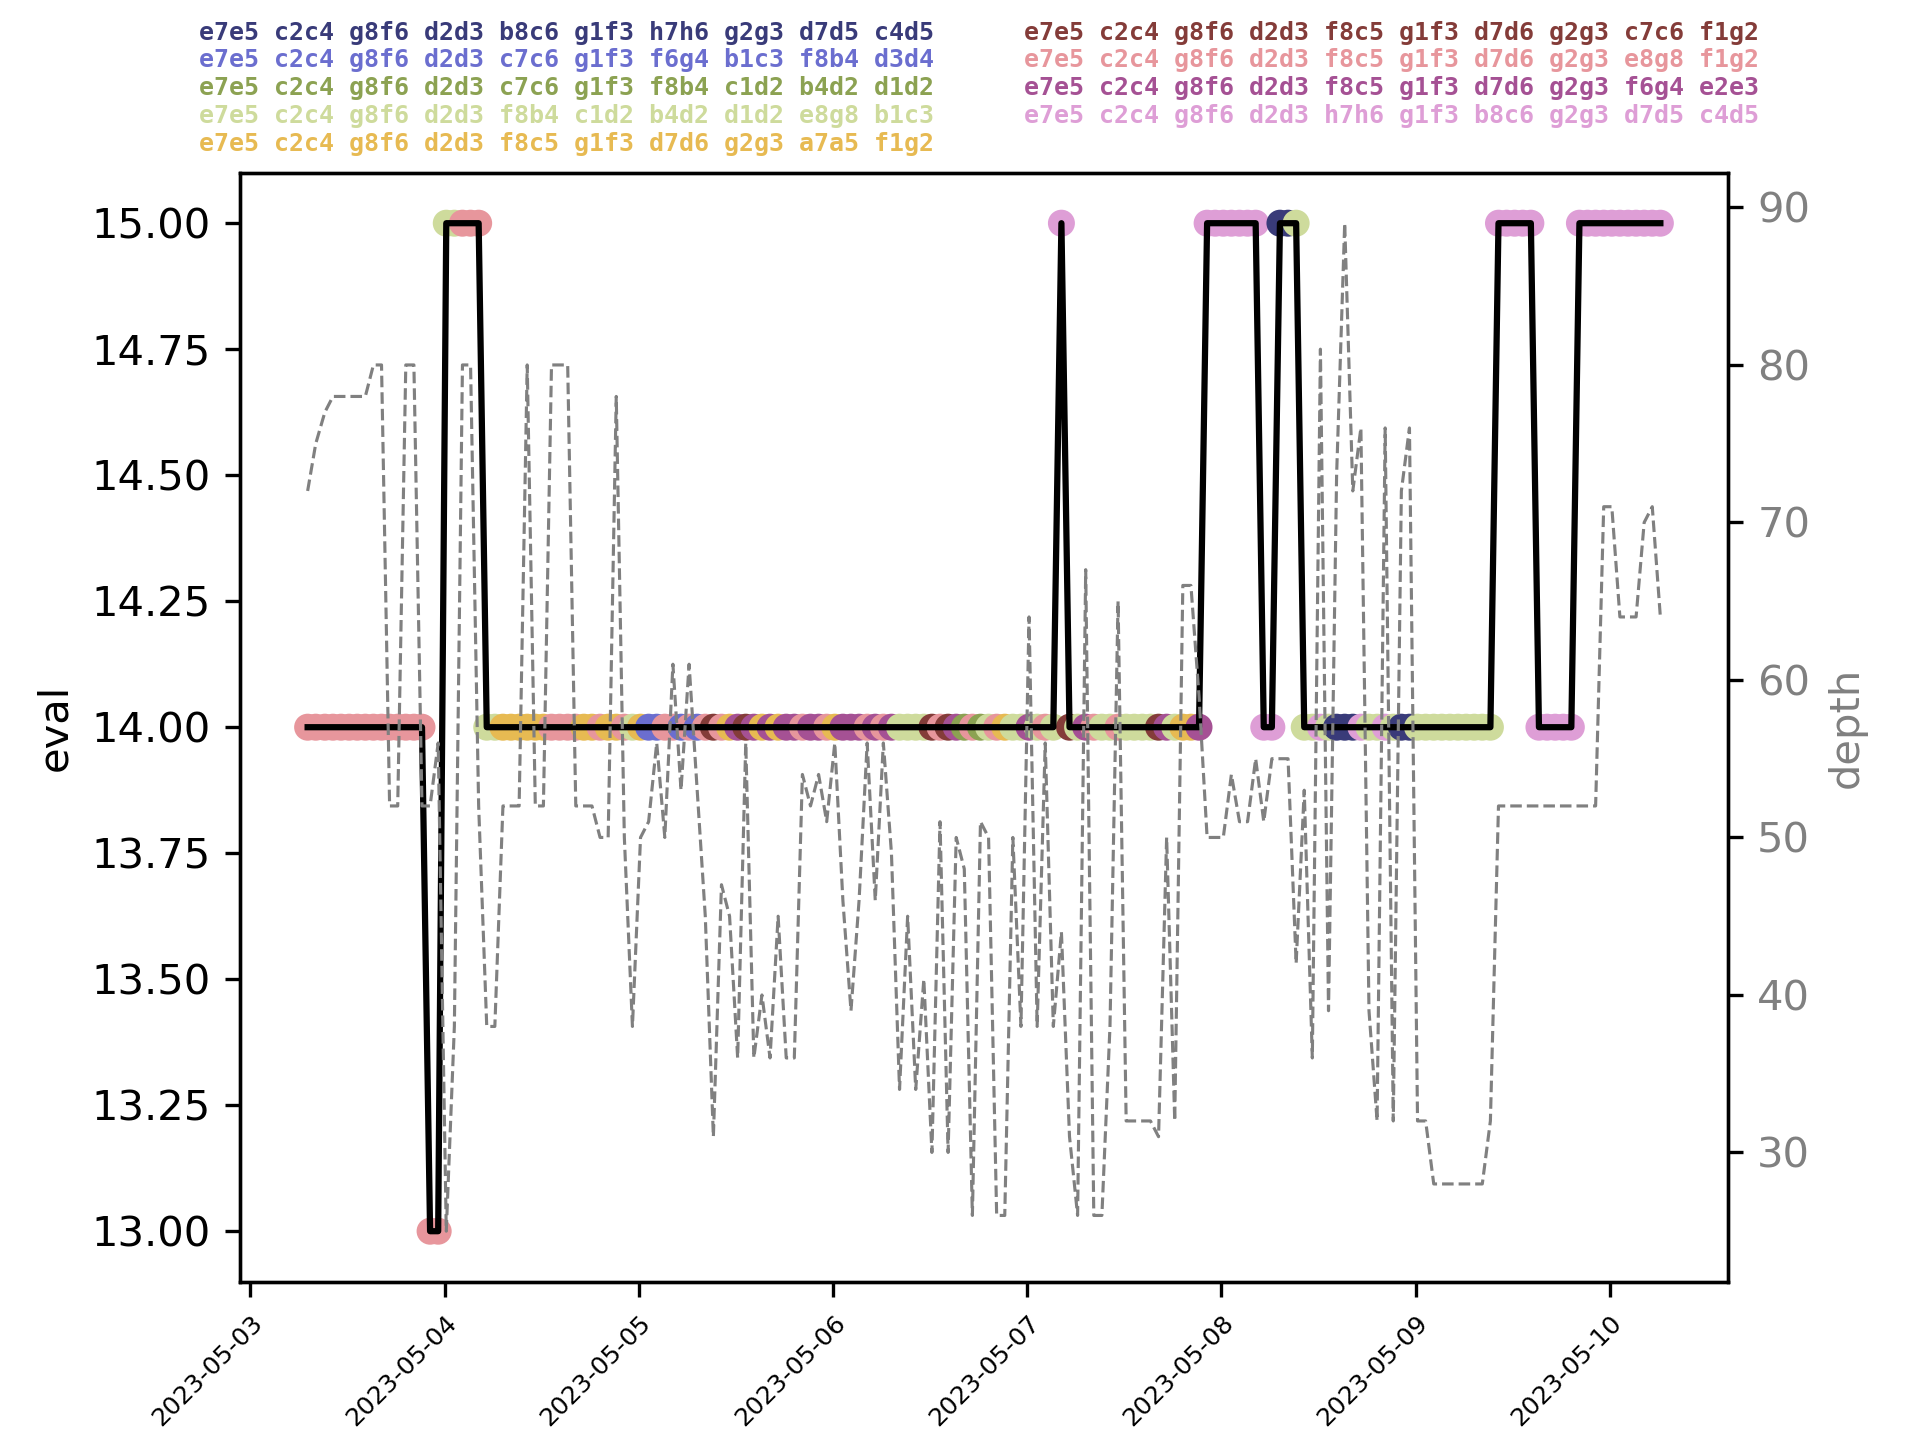 e7e5 c2c4 g8f6 d2d3 b8c6 g1f3 h7h6 g2g3 d7d5 c4d5
e7e5 c2c4 g8f6 d2d3 c7c6 g1f3 f6g4 b1c3 f8b4 d3d4
e7e5 c2c4 g8f6 d2d3 c7c6 g1f3 f8b4 c1d2 b4d2 d1d2
e7e5 c2c4 g8f6 d2d3 f8b4 c1d2 b4d2 d1d2 e8g8 b1c3
e7e5 c2c4 g8f6 d2d3 f8c5 g1f3 d7d6 g2g3 a7a5 f1g2
e7e5 c2c4 g8f6 d2d3 f8c5 g1f3 d7d6 g2g3 c7c6 f1g2
e7e5 c2c4 g8f6 d2d3 f8c5 g1f3 d7d6 g2g3 e8g8 f1g2
e7e5 c2c4 g8f6 d2d3 f8c5 g1f3 d7d6 g2g3 f6g4 e2e3
e7e5 c2c4 g8f6 d2d3 h7h6 g1f3 b8c6 g2g3 d7d5 c4d5
eval
15.00
14.75
14.50
14.25
14.00
13.75
13.50
13.25
13.00
90
80
70
60
50
40
30
depth
2023-05-03
2023-05-04
2023-05-05
2023-05-06
2023-05-07
2023-05-08
2023-05-09
2023-05-10